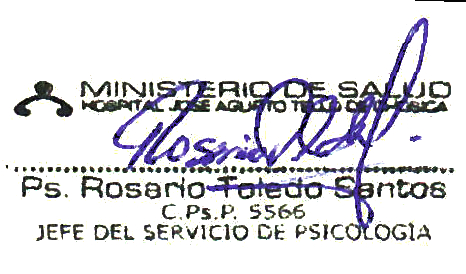 MINISTERIO DE SALUD
HOSPITAL JOSE AGURTO TELLO DE CHOSICA
Rosario
Ps. Rosario Toledo Santos
C.Ps.P. 5566
JEFE DEL SERVICIO DE PSICOLOGIA